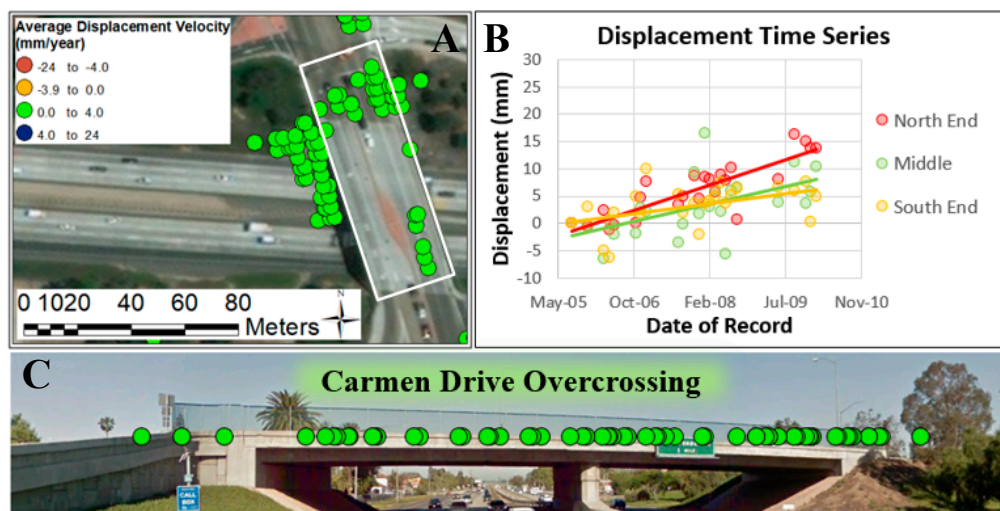 Average Displacement Velocity
(mm/year)
-24 to -4.0
-3.9 to 0.0
0.0 to 4.0
4.0 to 24
A
N
0 1020 40 60 80
Meters
B
Displacement Time Series
Displacement (mm)
30
25
20
15
10
5
0
-5
-10
May-05 Oct-06 Feb-08 Jul-09 Nov-10
Date of Record
North End
Middle
South End
C
Carmen Drive Overcrossing
CALL
BOX